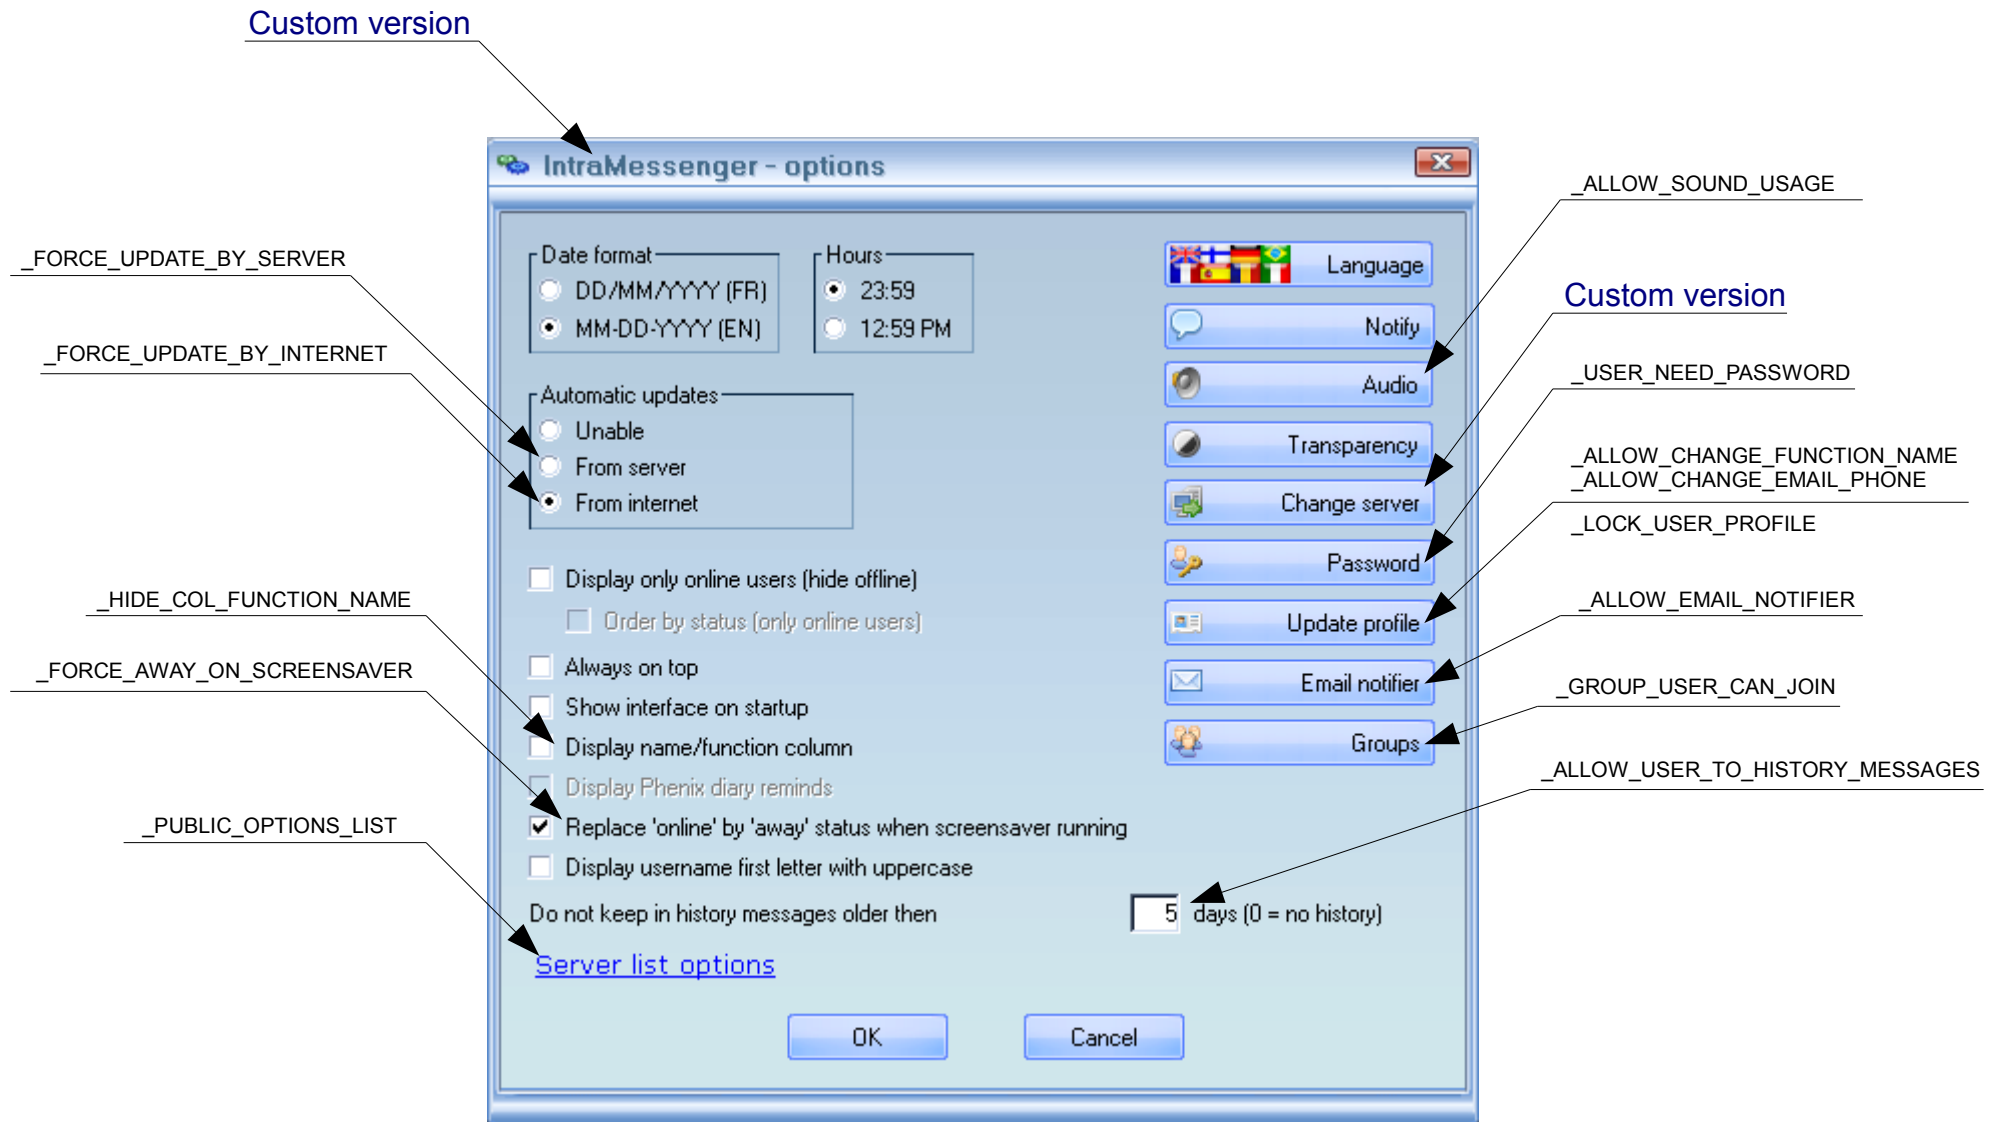 Custom version
IntraMessenger - options
_ALLOW_SOUND_USAGE
_FORCE_UPDATE_BY_SERVER
Date format
Hours
Language
DD/MM/YYYY (FR)
23:59
Custom version
MM-DD-YYYY (EN)
12:59 PM
Notify
_FORCE_UPDATE_BY_INTERNET
_USER_NEED_PASSWORD
Audio
Automatic updates
Unable
Transparency
_ALLOW_CHANGE_FUNCTION_NAME
_ALLOW_CHANGE_EMAIL_PHONE
From server
From internet
Change server
_LOCK_USER_PROFILE
Password
Display only online users (hide offline)
_HIDE_COL_FUNCTION_NAME
_ALLOW_EMAIL_NOTIFIER
Order by status (only online users)
Update profile
_FORCE_AWAY_ON_SCREENSAVER
Always on top
Email notifier
_GROUP_USER_CAN_JOIN
Show interface on startup
Display name/function column
Groups
_ALLOW_USER_TO_HISTORY_MESSAGES
Display Phenix diary reminds
_PUBLIC_OPTIONS_LIST
Replace 'online' by 'away' status when screensaver running
Display username first letter with uppercase
Do not keep in history messages older then 5 days (0 = no history)
Server list options
OK
Cancel